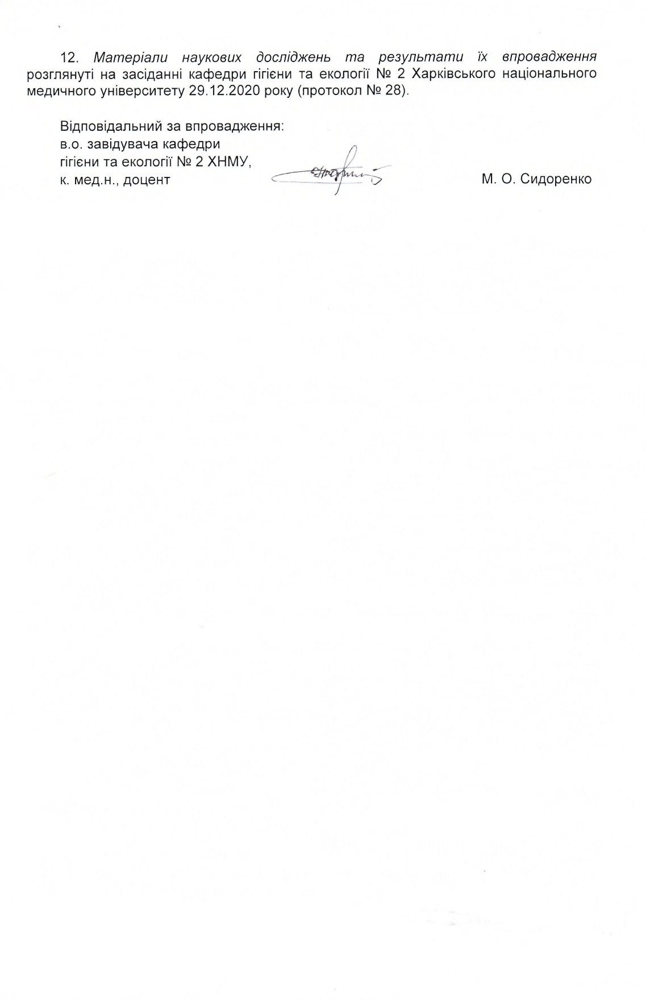 12. Матеріали наукових досліджень та результати їх впровадження
розглянуті на засіданні кафедри гігієни та екології № 2 Харківського національного
медичного університету 29.12.2020 року (протокол № 28).
Відповідальний за впровадження:
в.о. завідувача кафедри
гігієни та екології № 2 ХНМУ,
к. мед.н., доцент
М. О. Сидоренко